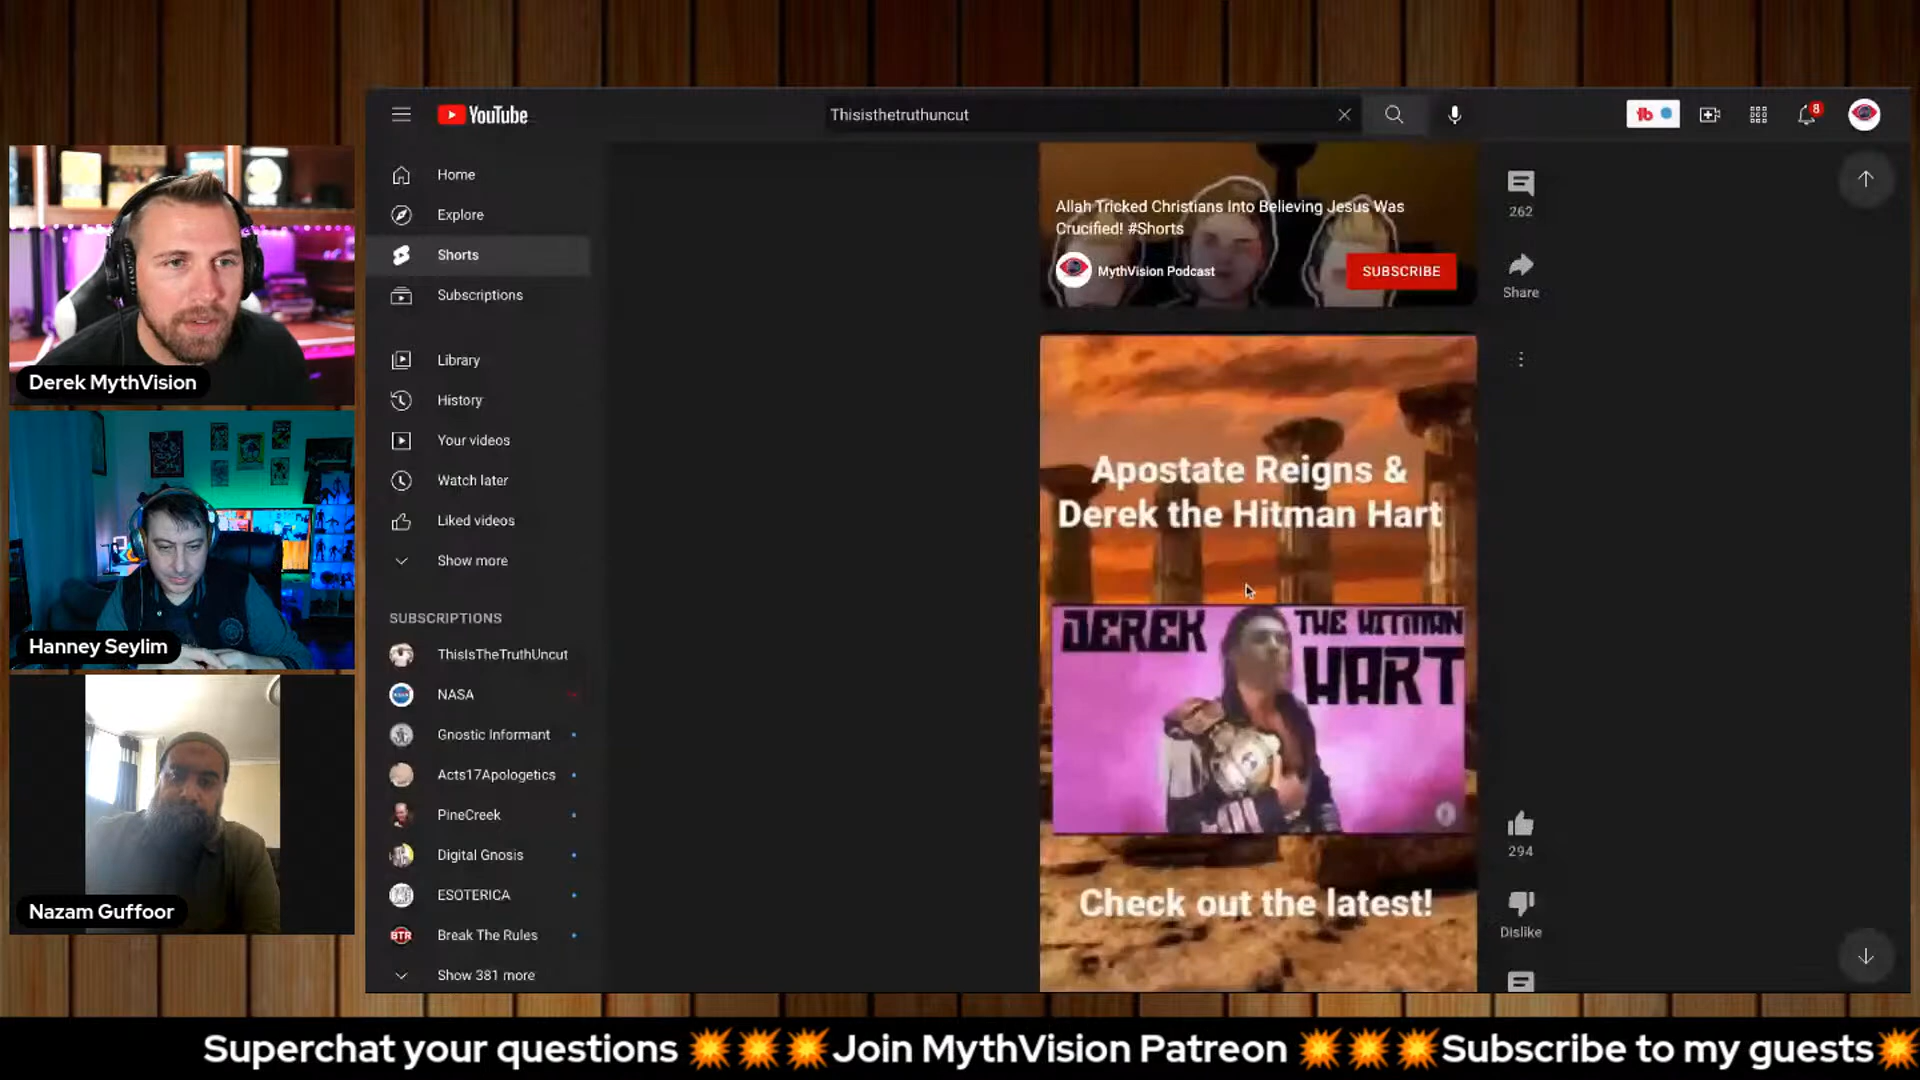 YouTube
Thisisthetruthuncut
8
Home
Explore
Shorts
Subscriptions
Library
History
Your videos
Watch later
Liked videos
Show more
SUBSCRIPTIONS
ThisIsTheTruthUncut
NASA
Gnostic Informant
Acts17Apologetics
PineCreek
Digital Gnosis
ESOTERICA
BTR
Break The Rules
Show 381 more
Allah Tricked Christians Into Believing Jesus Was
Crucified! #Shorts
MythVision Podcast
SUBSCRIBE
262
Share
Apostate Reigns &
Derek the Hitman Hart
DEREK
THE HITMAN
HART
Check out the latest!
294
Dislike
Derek MythVision
Hanney Seylim
Nazam Guffoor
Superchat your questions 💥💥💥Join MythVision Patreon 💥💥💥Subscribe to my guests💥